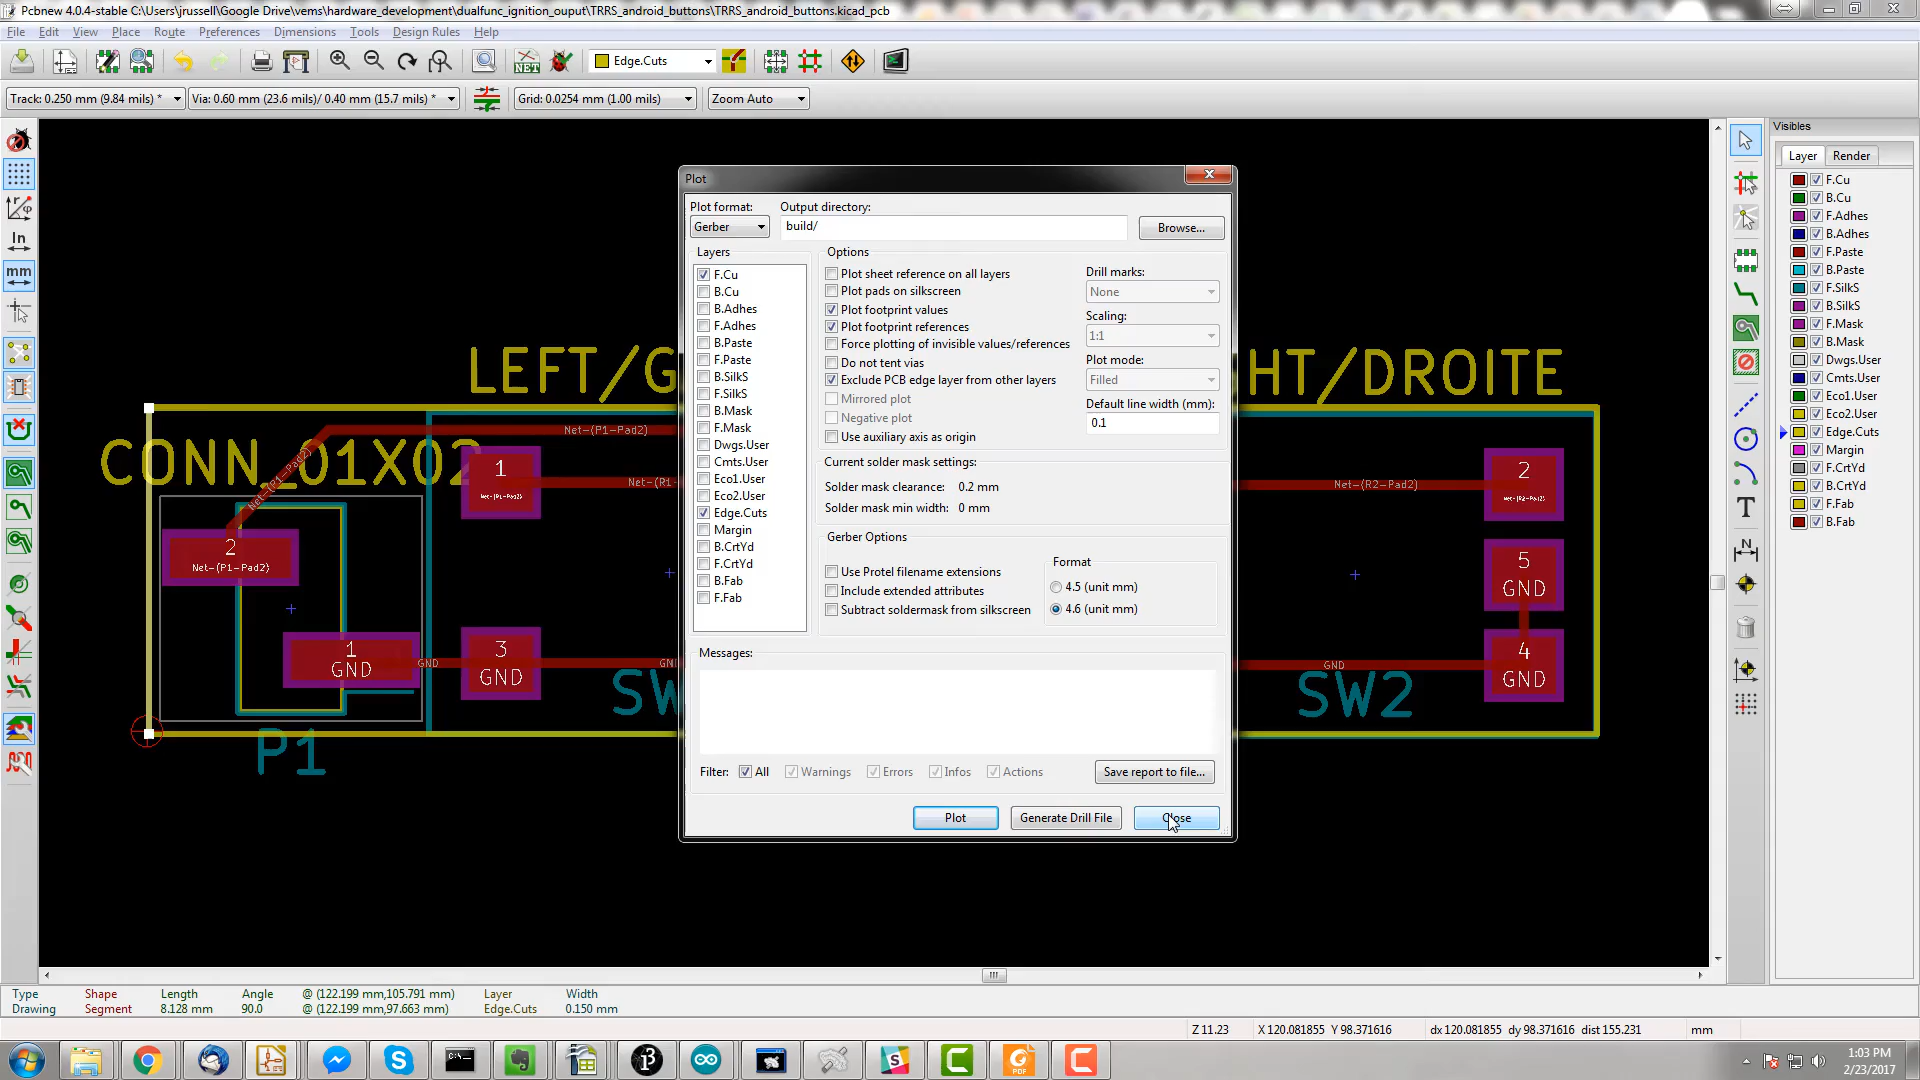 Pcbnew 4.0.4-stable C:\Users\jrussell\Google Drive\vems\hardware_development\dualfunc_ignition_ouput\TRRS_android_buttons\TRRS_android_buttons.kicad_pcb
File Edit View Place Route Preferences Dimensions Tools Design Rules Help
NET Edge.Cuts
Track: 0.250 mm (9.84 mils) * Via: 0.60 mm (23.6 mils)/ 0.40 mm (15.7 mils) * Grid: 0.0254 mm (1.00 mils) Zoom Auto
In
mm
LEFT/G
HT/DROITE
CONN_01X02
Net-(P1-Pad2)
Net-(P1-Pad2)
1
Net-(R1-Pad2)
Net-(R1
2
Net-(P1-Pad2)
1
GND
GND
3
GND
GN
SW
P1
Net-(R2-Pad2)
2
Net-(R2-Pad2)
5
GND
GND
4
GND
SW2
Plot
Plot format:
Gerber
Output directory:
build/
Browse...
Layers
F.Cu
B.Cu
B.Adhes
F.Adhes
B.Paste
F.Paste
B.SilkS
F.SilkS
B.Mask
F.Mask
Dwgs.User
Cmts.User
Eco1.User
Eco2.User
Edge.Cuts
Margin
B.CrtYd
F.CrtYd
B.Fab
F.Fab
Options
Plot sheet reference on all layers
Plot pads on silkscreen
Plot footprint values
Plot footprint references
Force plotting of invisible values/references
Do not tent vias
Exclude PCB edge layer from other layers
Mirrored plot
Negative plot
Use auxiliary axis as origin
Drill marks:
None
Scaling:
1:1
Plot mode:
Filled
Default line width (mm):
0.1
Current solder mask settings:
Solder mask clearance: 0.2 mm
Solder mask min width: 0 mm
Gerber Options
Use Protel filename extensions
Include extended attributes
Subtract soldermask from silkscreen
Format
4.5 (unit mm)
4.6 (unit mm)
Messages:
Filter: All Warnings Errors Infos Actions Save report to file...
Plot Generate Drill File Close
Visibles
Layer Render
F.Cu
B.Cu
F.Adhes
B.Adhes
F.Paste
B.Paste
F.SilkS
B.SilkS
F.Mask
B.Mask
Dwgs.User
Cmts.User
Eco1.User
Eco2.User
Edge.Cuts
Margin
F.CrtYd
B.CrtYd
F.Fab
B.Fab
T
N
Type Shape Length Angle @ (122.199 mm,105.791 mm) Layer Width
Drawing Segment 8.128 mm 90.0 @ (122.199 mm,97.663 mm) Edge.Cuts 0.150 mm
Z 11.23 X 120.081855 Y 98.371616 dx 120.081855 dy 98.371616 dist 155.231 mm
PDF
1:03 PM
2/23/2017